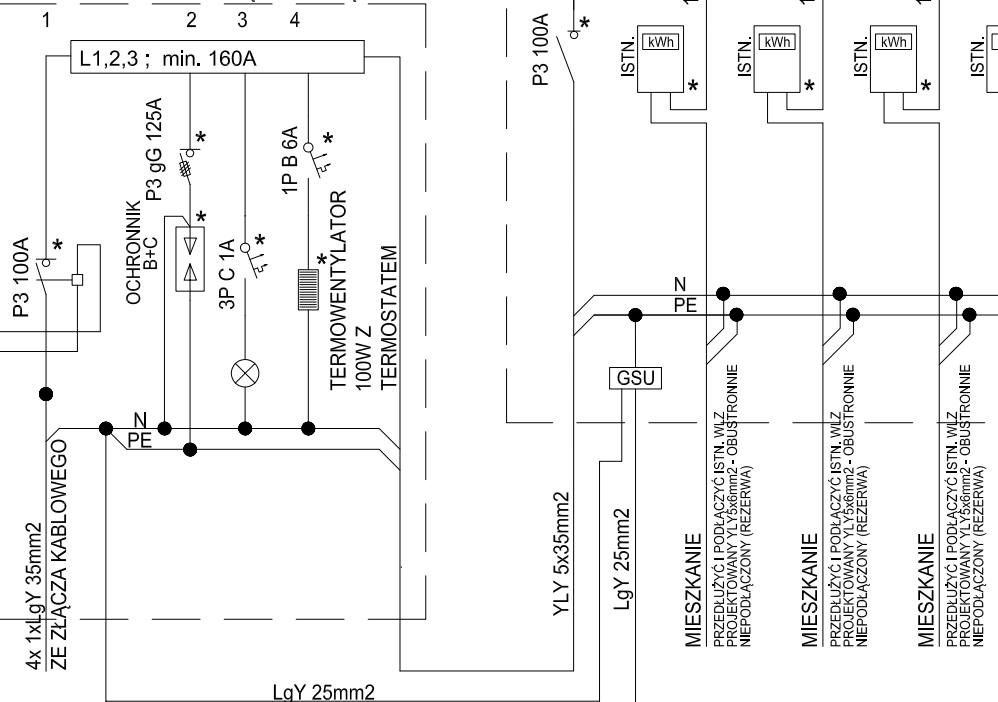 1
2
3
4
L1,2,3 ; min. 160A
P3 100A
*
OCHRONNIK
B+C
P3 gG 125A
*
*
3P C 1A
*
1P B 6A
*
*
TERMOWENTYLATOR
100W Z
TERMOSTATEM
N
PE
4x 1xLgY 35mm2
ZE ZŁĄCZA KABLOWEGO
LgY 25mm2
P3 100A
*
ISTN.
kWh
*
ISTN.
kWh
*
ISTN.
kWh
*
ISTN.
N
PE
GSU
YLY 5x35mm2
LgY 25mm2
MIESZKANIE
PRZEDŁUŻYĆ I PODŁĄCZYĆ ISTN. WLZ
PROJEKTOWANY YLY5x6mm2 - OBUSTRONNIE
NIEPODŁĄCZONY (REZERWA)
MIESZKANIE
PRZEDŁUŻYĆ I PODŁĄCZYĆ ISTN. WLZ
PROJEKTOWANY YLY5x6mm2 - OBUSTRONNIE
NIEPODŁĄCZONY (REZERWA)
MIESZKANIE
PRZEDŁUŻYĆ I PODŁĄCZYĆ ISTN. WLZ
PROJEKTOWANY YLY5x6mm2 - OBUSTRONNIE
NIEPODŁĄCZONY (REZERWA)